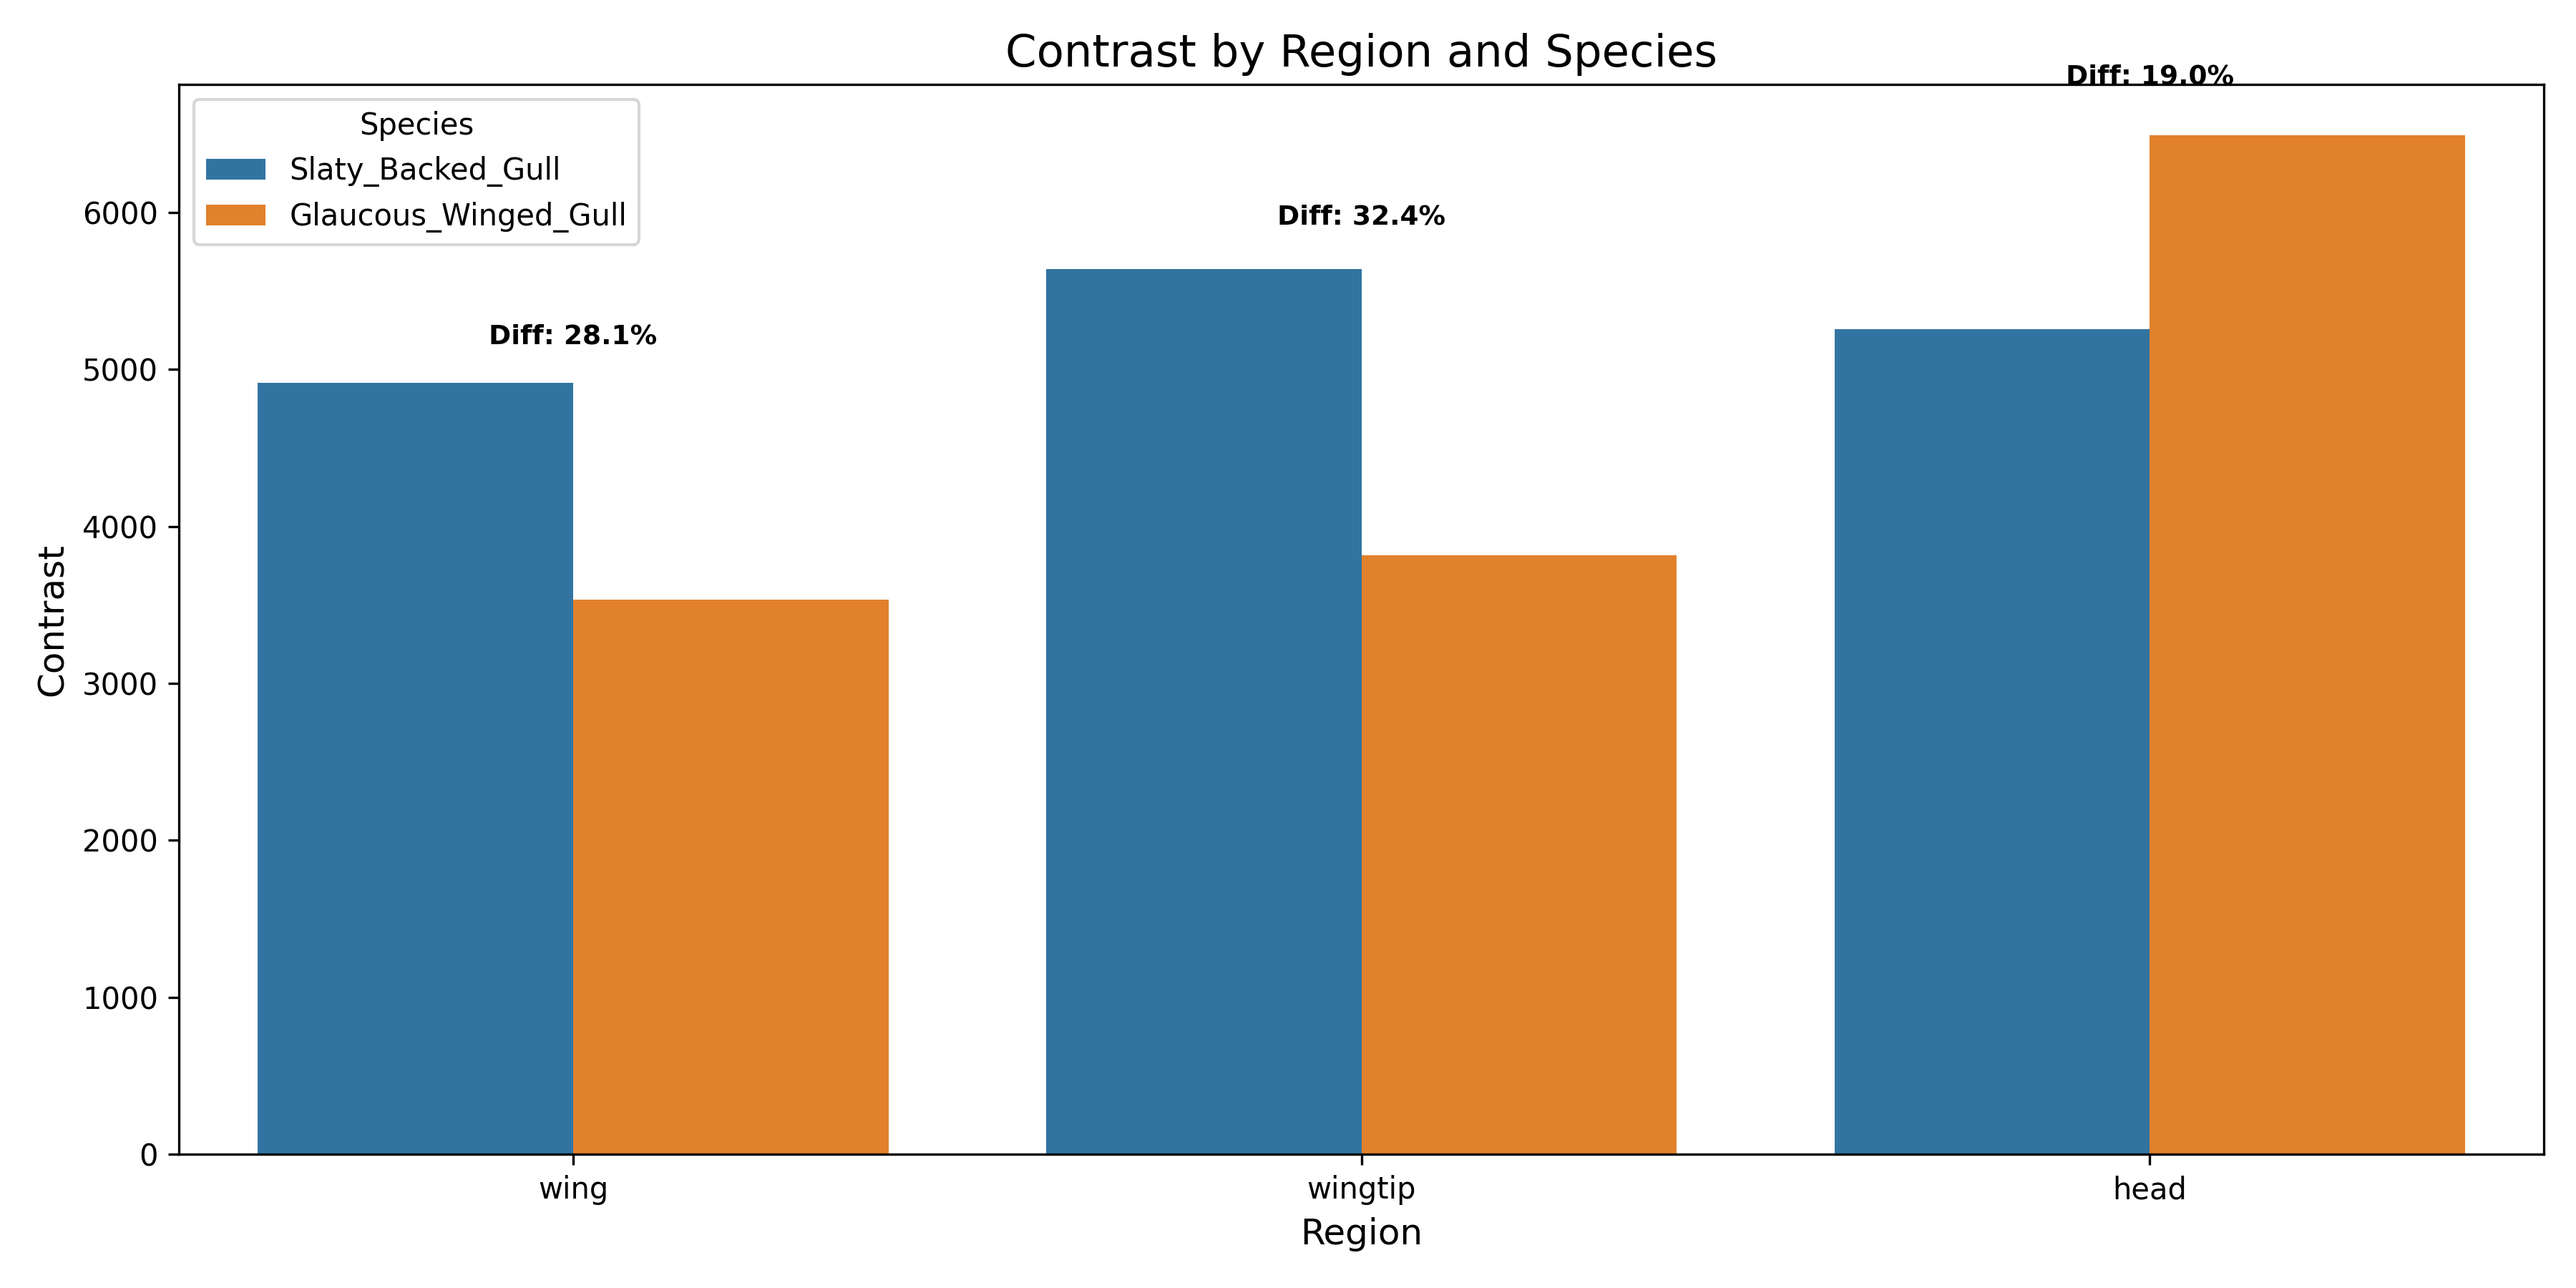 Contrast by Region and Species
Diff: 19.0%
Species
Slaty_Backed_Gull
Glaucous_Winged_Gull
Diff: 32.4%
Diff: 28.1%
Contrast
6000
5000
4000
3000
2000
1000
0
wing
wingtip
head
Region